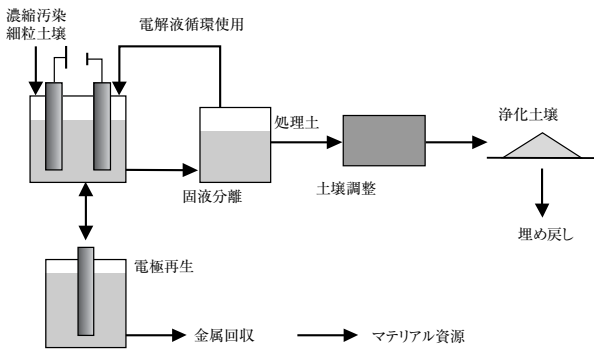 濃縮汚染
細粒土壌
電解液循環使用
処理土
浄化土壌
固液分離
土壌調整
埋め戻し
電極再生
金属回収
マテリアル資源